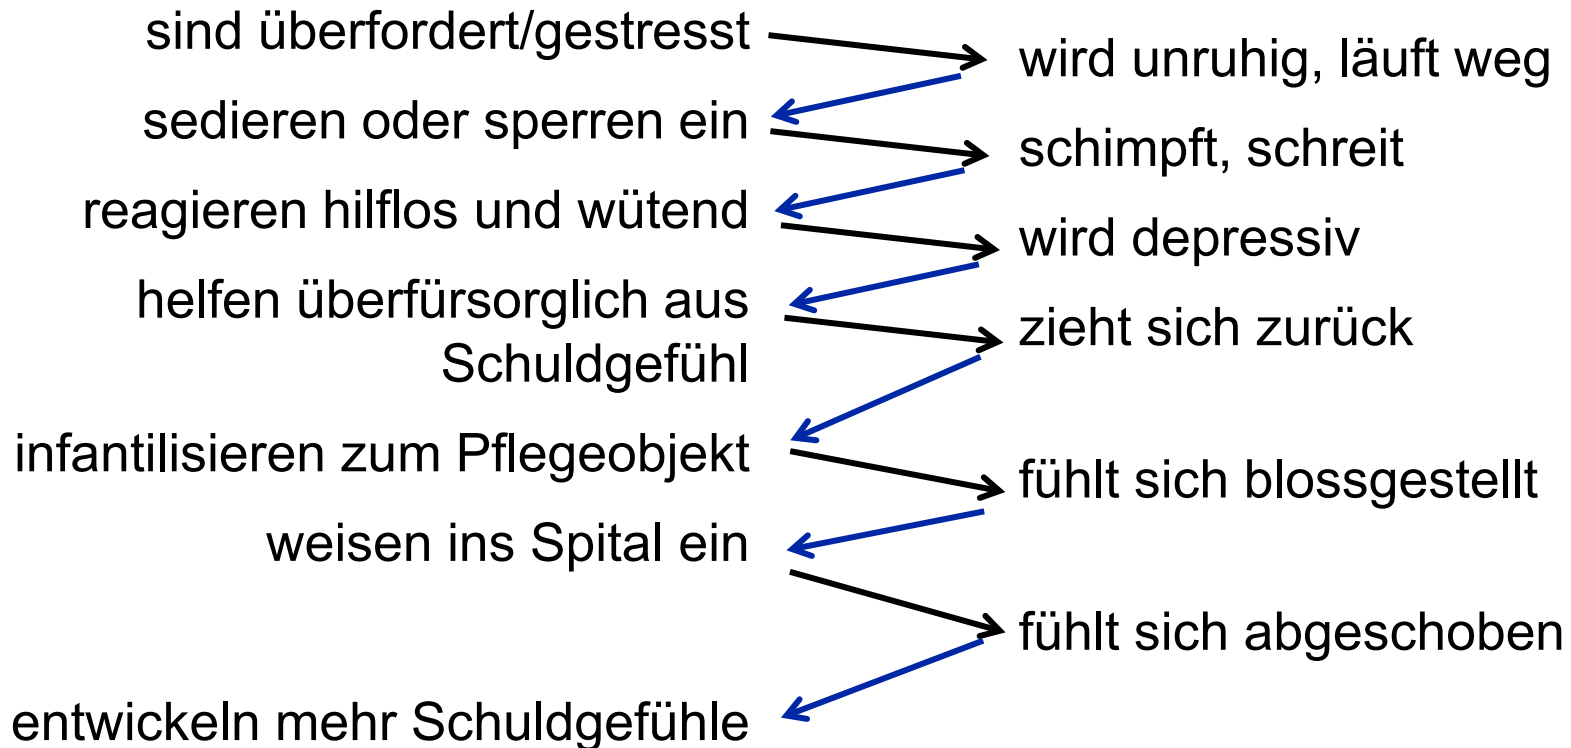 sind überfordert/gestresst
wird unruhig, läuft weg
sedieren oder sperren ein
schimpft, schreit
reagieren hilflos und wütend
wird depressiv
helfen überfürsorglich aus
Schuldgefühl
zieht sich zurück
infantilisieren zum Pflegeobjekt
fühlt sich blossgestellt
weisen ins Spital ein
fühlt sich abgeschoben
entwickeln mehr Schuldgefühle